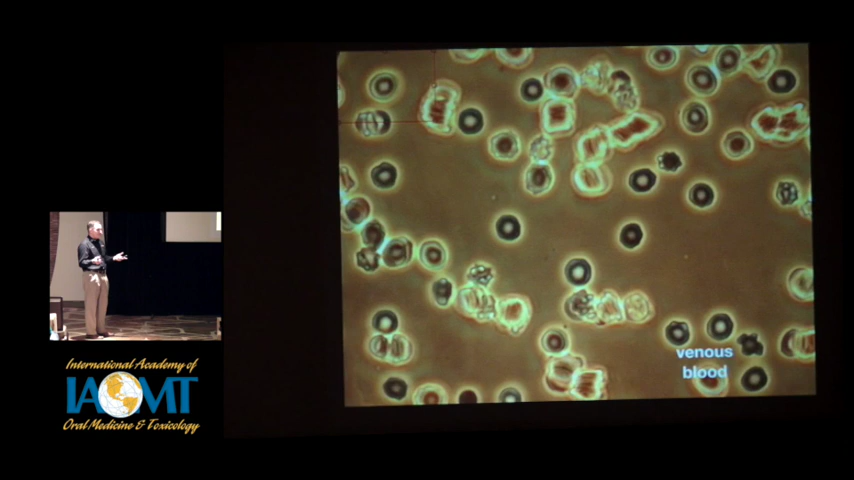 International Academy of
IAOMT
Oral Medicine & Toxicology
venous
blood